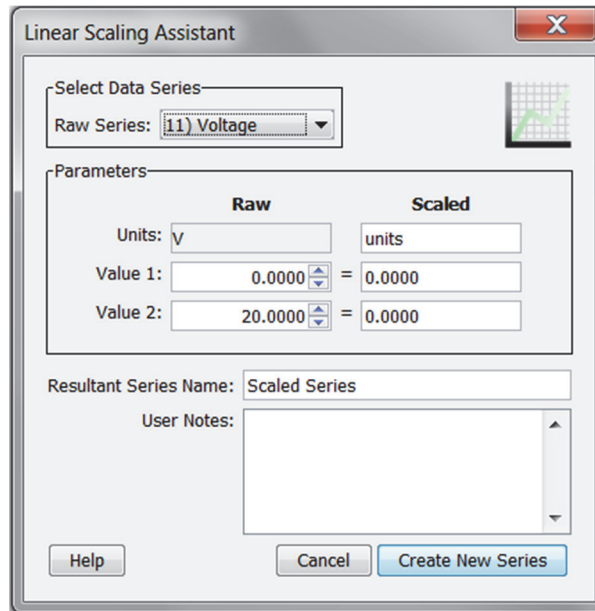 Linear Scaling Assistant
Select Data Series
Raw Series: 11) Voltage
Parameters
Raw Scaled
Units: V units
Value 1: 0.0000 = 0.0000
Value 2: 20.0000 = 0.0000
Resultant Series Name: Scaled Series
User Notes:
Help Cancel Create New Series